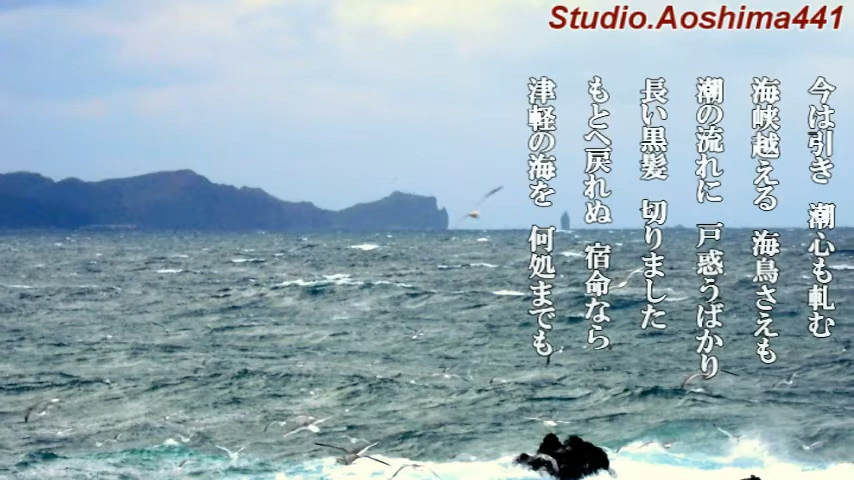 Studio.Aoshima441
今は引き 潮心も軋む
海峡越える 海鳥さえも
潮の流れに 戸惑うばかり
長い黒髪 切りました
もとへ戻れぬ 宿命なら
津軽の海を 何処までも